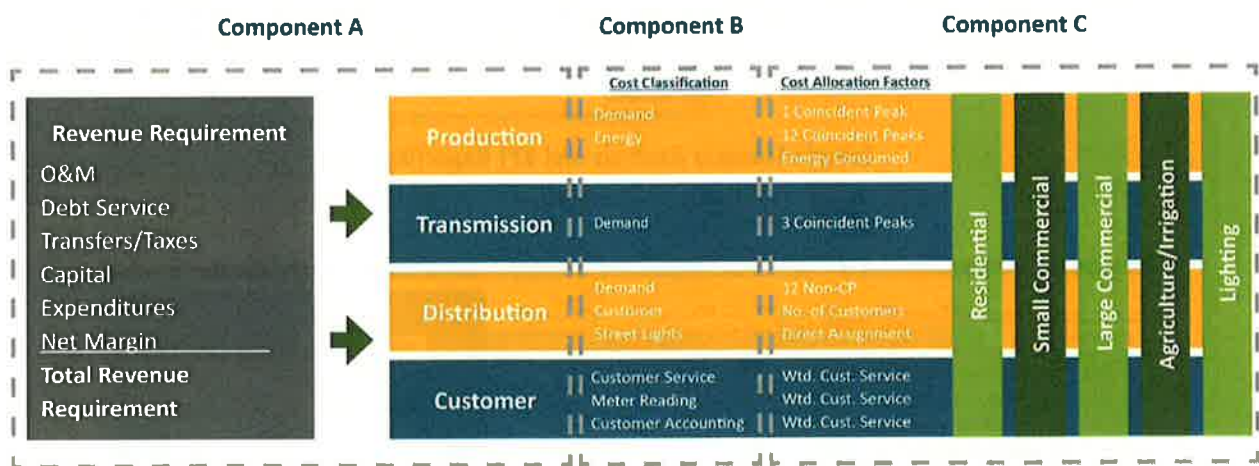 Component A
Component B
Component C
Cost Classification
Cost Allocation Factors
Revenue Requirement
O&M
Debt Service
Transfers/Taxes
Capital
Expenditures
Net Margin
Total Revenue
Requirement
Production
Demand
Energy
1 Coincident Peak
12 Coincident Peaks
Energy Consumed
Transmission
Demand
3 Coincident Peaks
Distribution
Demand
Customer
Street Lights
12 Non-CP
No. of Customers
Direct Assignment
Customer
Customer Service
Meter Reading
Customer Accounting
Wtd. Cust. Service
Wtd. Cust. Service
Wtd. Cust. Service
Residential
Small Commercial
Large Commercial
Agriculture/Irrigation
Lighting